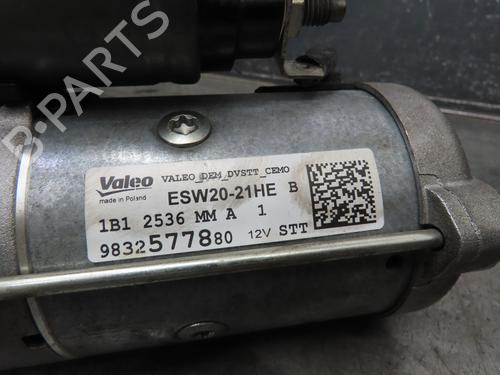 B-PARTS
Valeo
made in Poland
VALEO_DEM_DVSTT_CEMO
ESW20-21HE B
1B1 2536 MM A 1
9832577880 12V STT